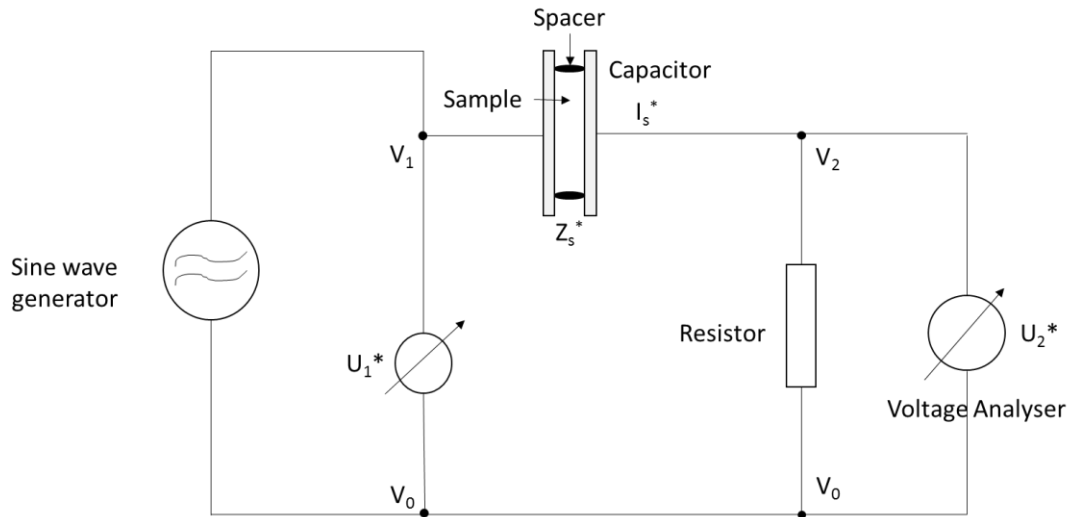 Spacer
Capacitor
Sample
I_s^*
V_1
V_2
Z_s^*
Sine wave
generator
Resistor
U_1*
U_2*
Voltage Analyser
V_0
V_0